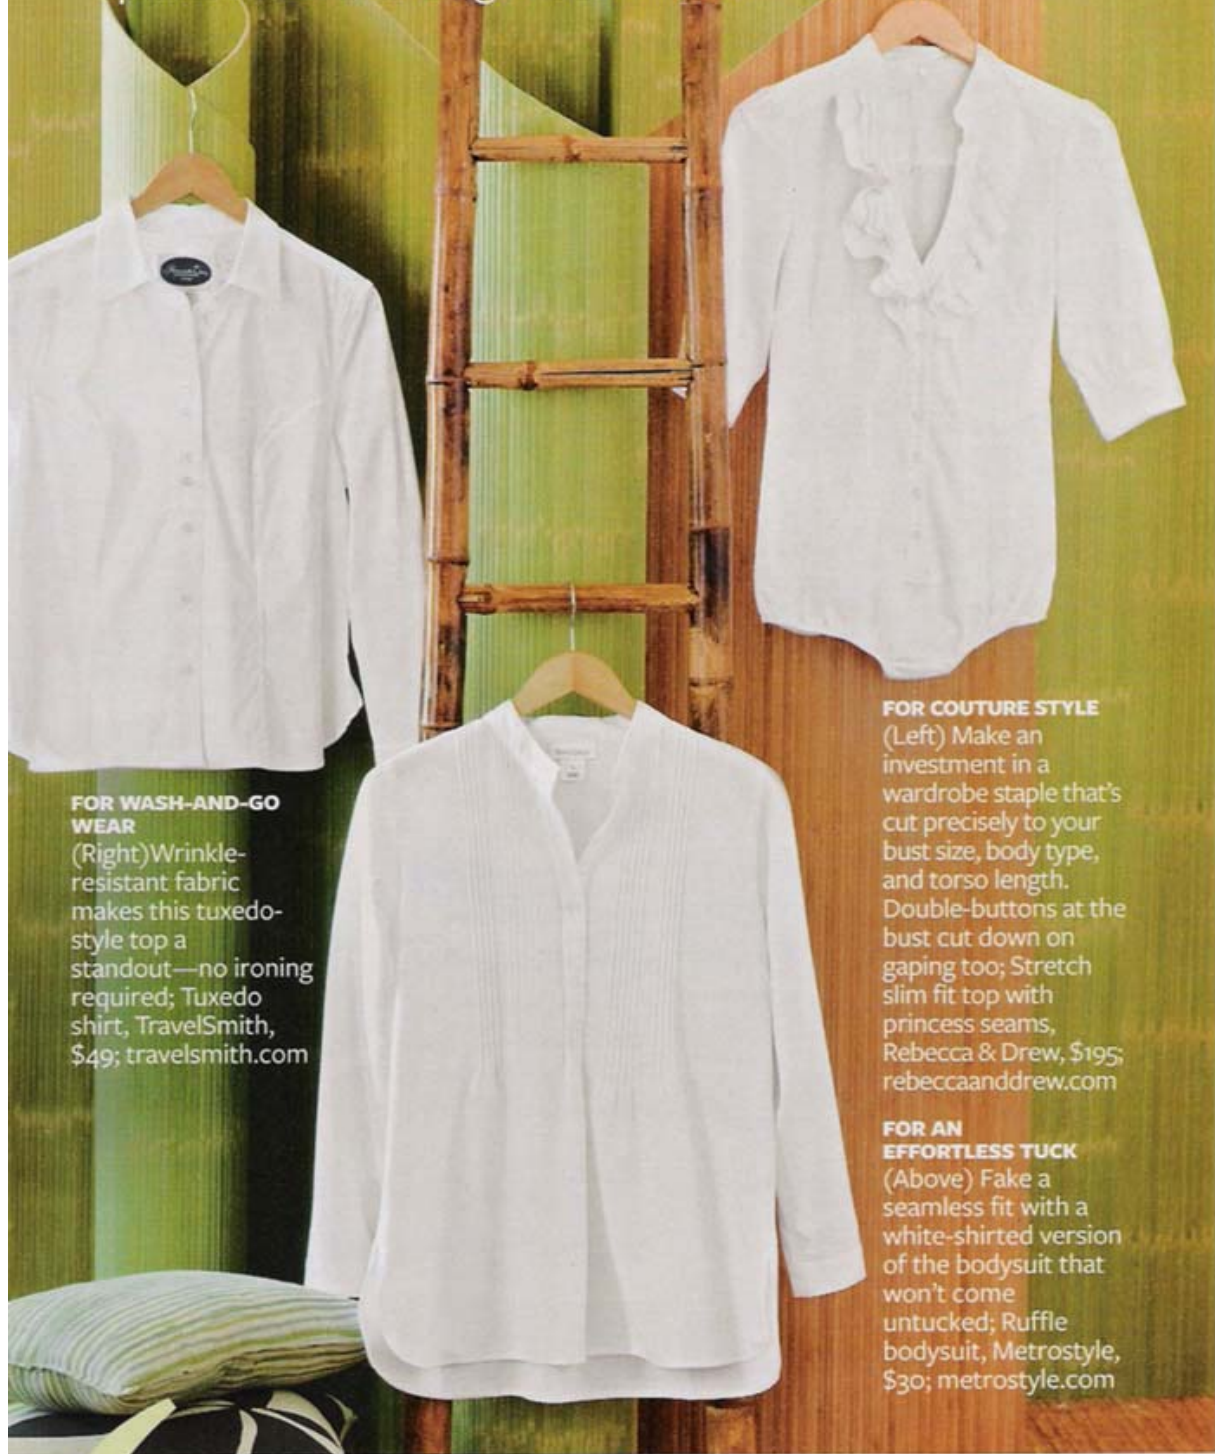 FOR WASH-AND-GO
WEAR
(Right)Wrinkle-
resistant fabric
makes this tuxedo-
style top a
standout—no ironing
required; Tuxedo
shirt, TravelSmith,
$49; travelsmith.com
FOR COUTURE STYLE
(Left) Make an
investment in a
wardrobe staple that's
cut precisely to your
bust size, body type,
and torso length.
Double-buttons at the
bust cut down on
gaping too; Stretch
slim fit top with
princess seams,
Rebecca & Drew, $195;
rebeccaanddrew.com
FOR AN
EFFORTLESS TUCK
(Above) Fake a
seamless fit with a
white-shirted version
of the bodysuit that
won't come
untucked; Ruffle
bodysuit, Metrostyle,
$30; metrostyle.com